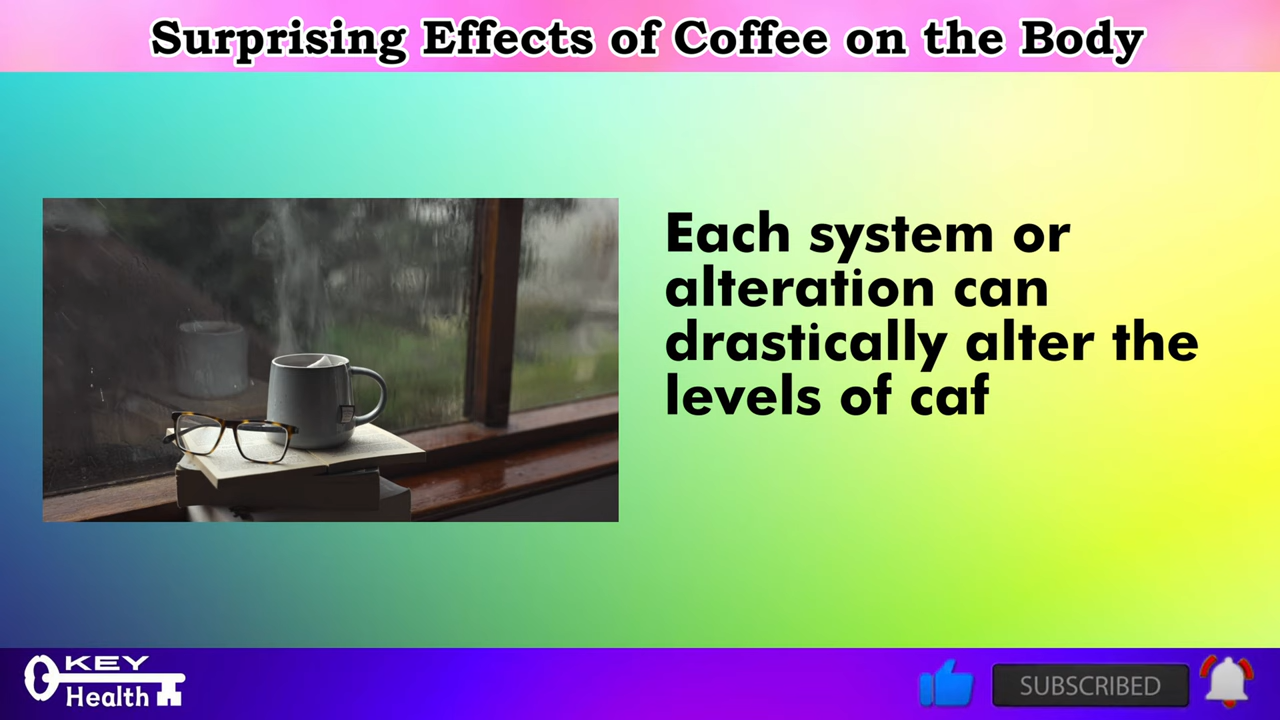 Surprising Effects of Coffee on the Body
Each system or
alteration can
drastically alter the
levels of caf
KEY
Health
SUBSCRIBED